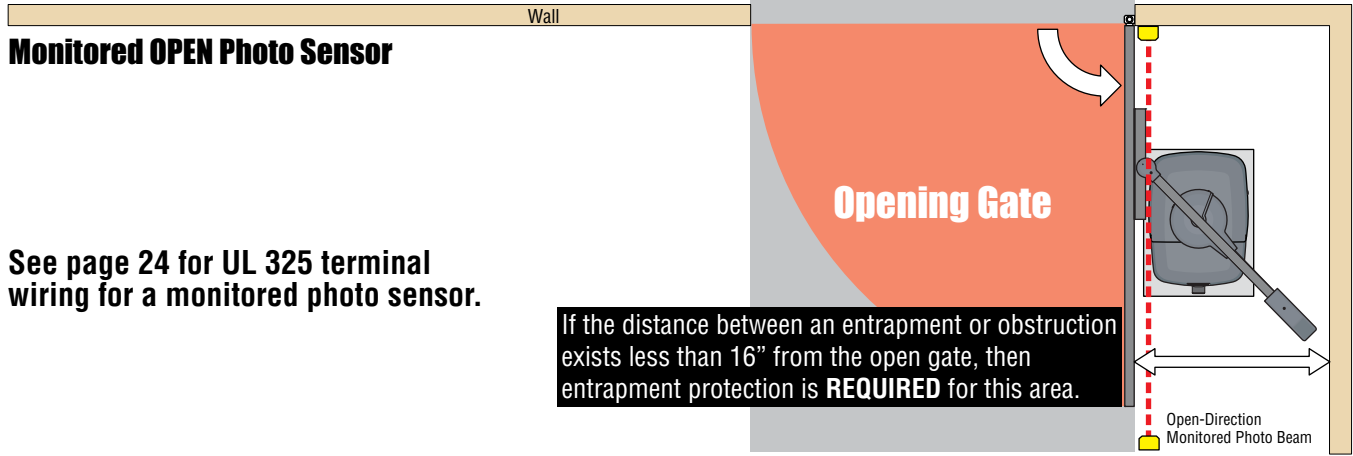 Wall
Monitored OPEN Photo Sensor
Opening Gate
See page 24 for UL 325 terminal
wiring for a monitored photo sensor.
If the distance between an entrapment or obstruction
exists less than 16” from the open gate, then
entrapment protection is REQUIRED for this area.
Open-Direction
Monitored Photo Beam